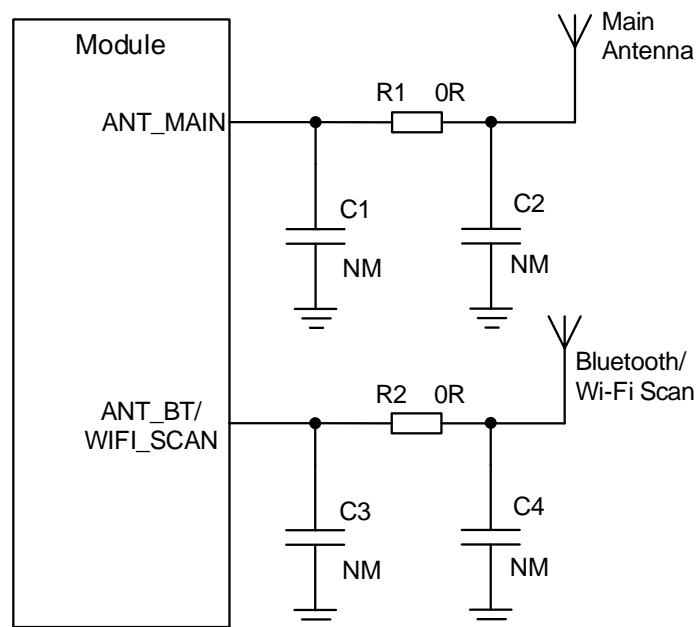 Module
Main
Antenna
R1 0R
ANT_MAIN
C1
C2
NM
NM
Bluetooth/
Wi-Fi Scan
R2 0R
ANT_BT/
WIFI_SCAN
C3
C4
NM
NM